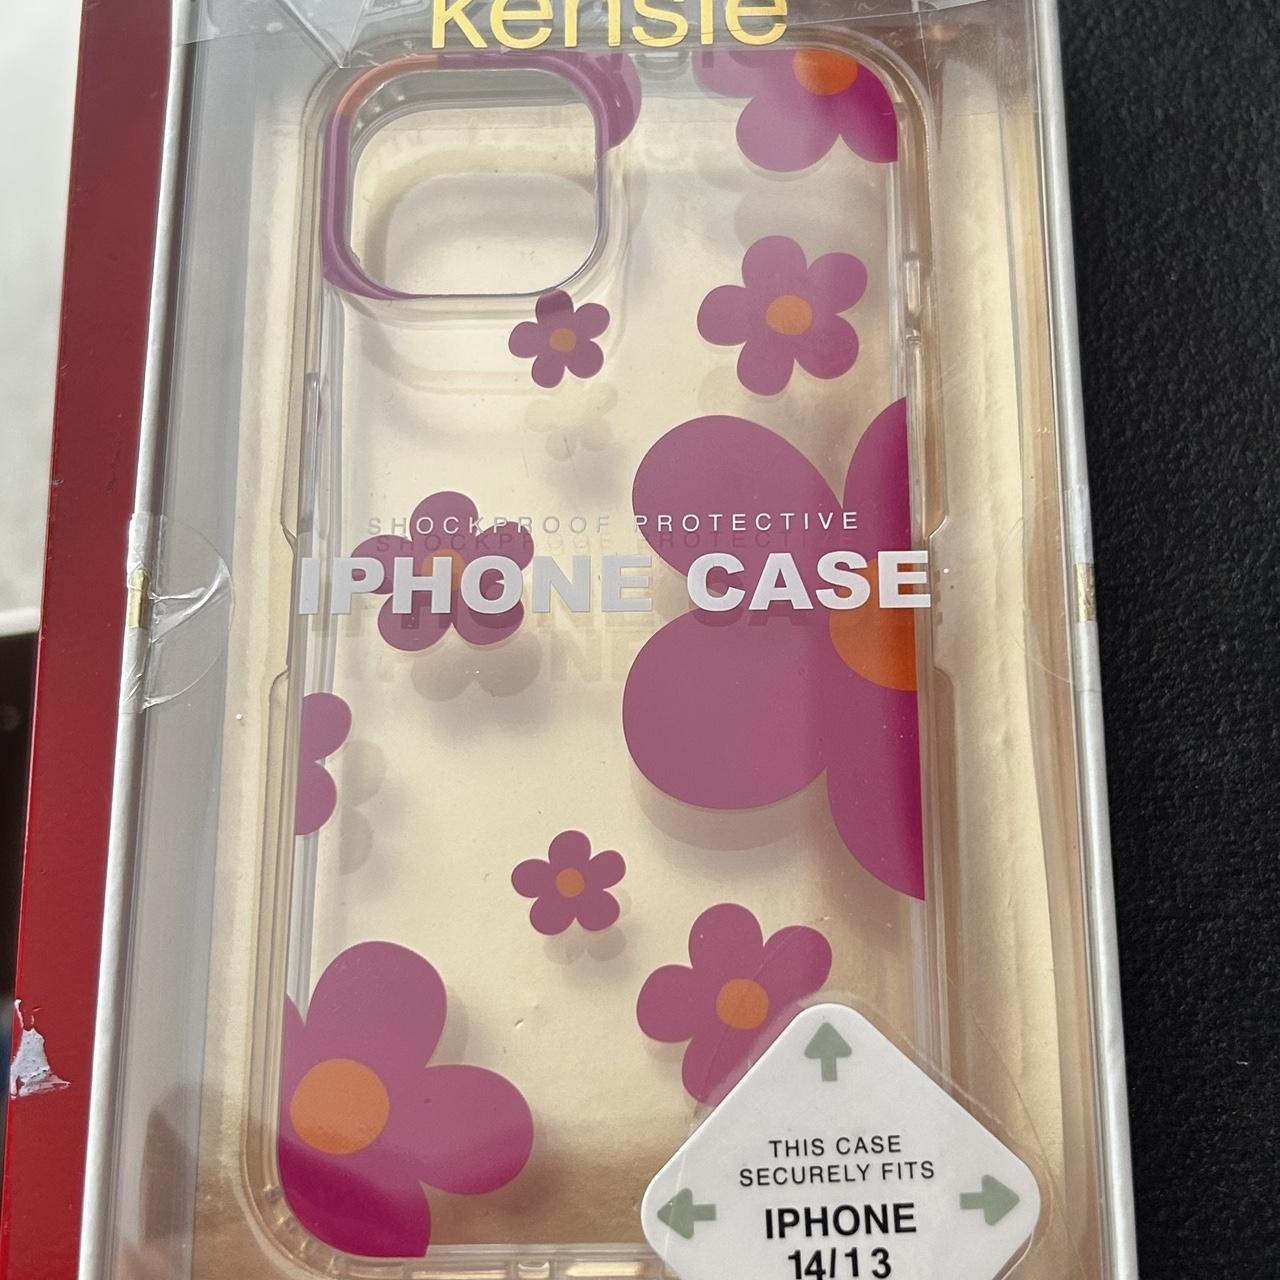 kensie
SHOCKPROOF PROTECTIVE
IPHONE CASE
THIS CASE
SECURELY FITS
IPHONE
14/13